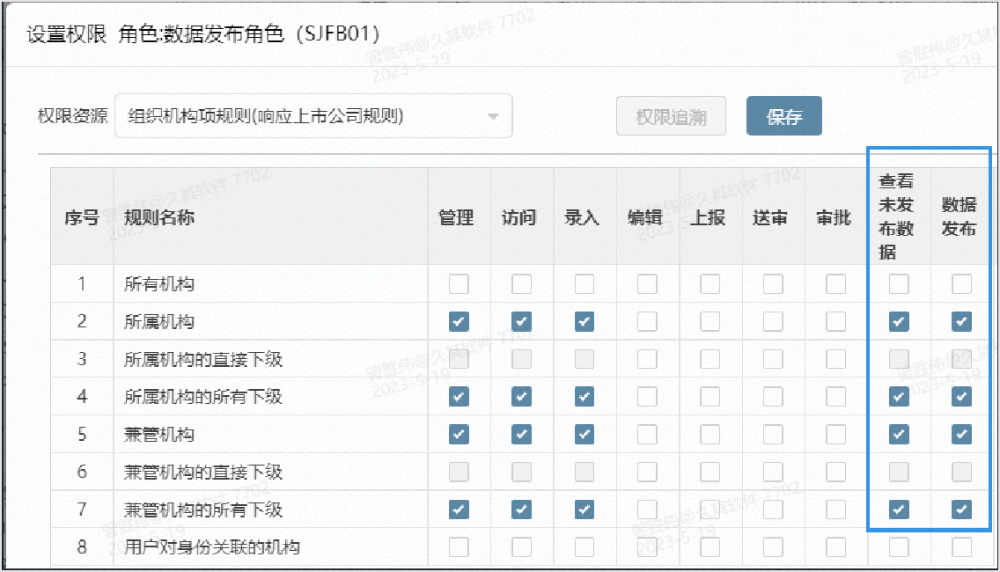 设置权限 角色:数据发布角色（SJFB01）
权限资源 组织机构项规则(响应上市公司规则) 权限追溯 保存
序号 规则名称 管理 访问 录入 编辑 上报 送审 审批 查看未发布数据 数据发布
1 所有机构
2 所属机构
3 所属机构的直接下级
4 所属机构的所有下级
5 兼管机构
6 兼管机构的直接下级
7 兼管机构的所有下级
8 用户对身份关联的机构
曾胜伟@久其软件 7702
2023-5-19